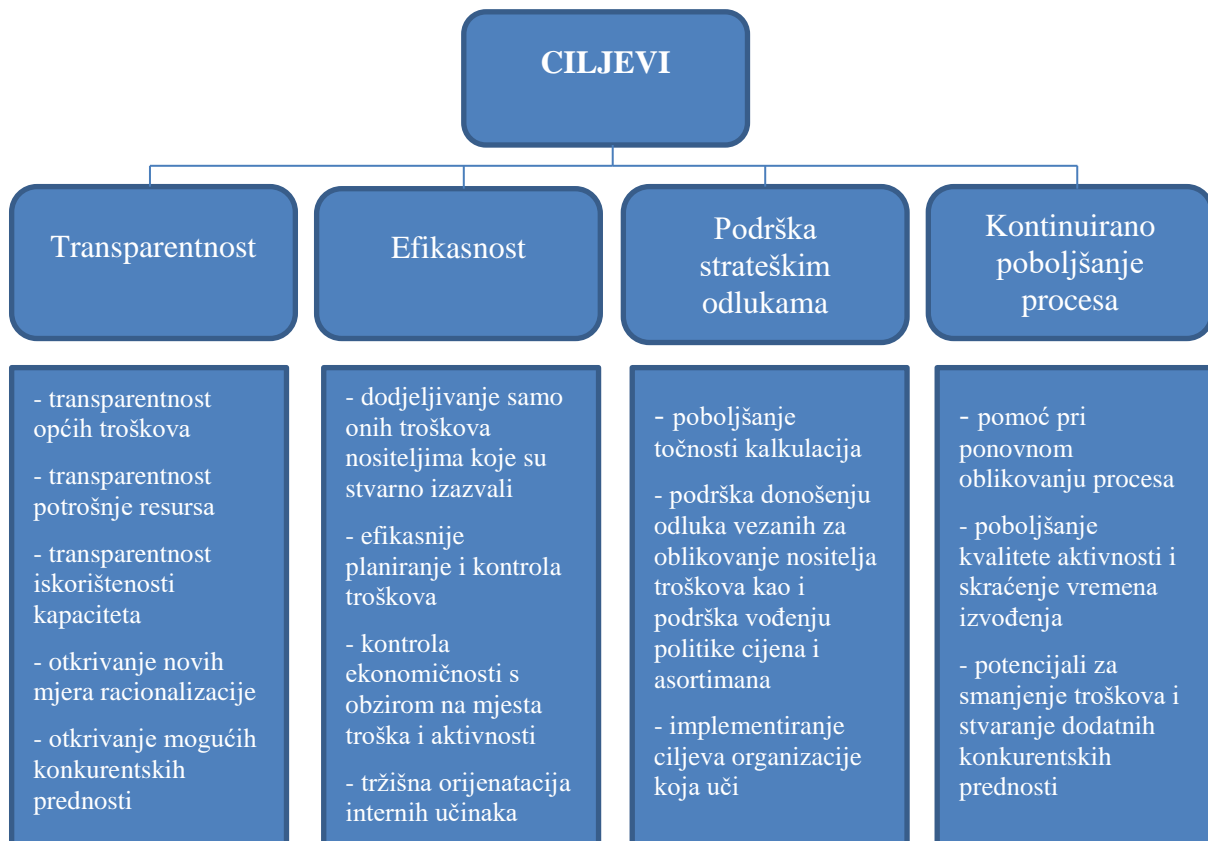 CILJEVI
Transparentnost
Efikasnost
Podrška
strateškim
odlukama
Kontinuirano
poboljšanje
procesa
- transparentnost
općih troškova
- transparentnost
potrošnje resursa
- transparentnost
iskorištenosti
kapaciteta
- otkrivanje novih
mjera racionalizacije
- otkrivanje mogućih
konkurentskih
prednosti
- dodjeljivanje samo
onih troškova
nositeljima koje su
stvarno izazvali
- efikasnije
planiranje i kontrola
troškova
- kontrola
ekonomičnosti s
obzirom na mjesta
troška i aktivnosti
- tržišna orijenatacija
internih učinaka
- poboljšanje
točnosti kalkulacija
- podrška donošenju
odluka vezanih za
oblikovanje nositelja
troškova kao i
podrška vođenju
politike cijena i
asortimana
- implementiranje
ciljeva organizacije
koja uči
- pomoć pri
ponovnom
oblikovanju procesa
- poboljšanje
kvalitete aktivnosti i
skraćenje vremena
izvođenja
- potencijali za
smanjenje troškova i
stvaranje dodatnih
konkurentskih
prednosti